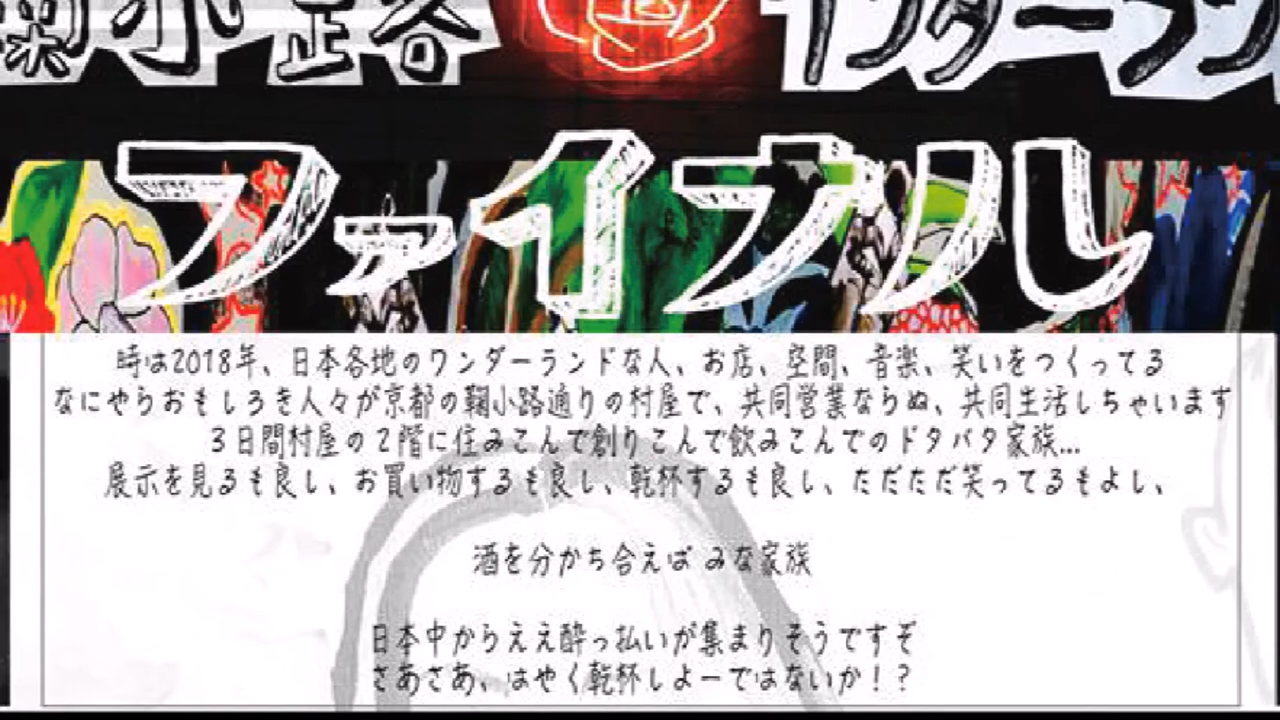 鞠小路 ワンダーラン
ファイナル
時は2018年、日本各地のワンダーランドな人、お店、空間、音楽、笑いをつくってる
なにやらおもしろき人々が京都の鞠小路通りの村屋で、共同営業ならぬ、共同生活しちゃいます
3日間村屋の2階に住みこんで創りこんで飲みこんでのドタバタ家族...
展示を見るも良し、お買い物するも良し、乾杯するも良し、ただただ笑ってるもよし、
酒を分かち合えば みな家族
日本中からええ酔っ払いが集まりそうですぞ
さあさあ、はやく乾杯しよーではないか！？